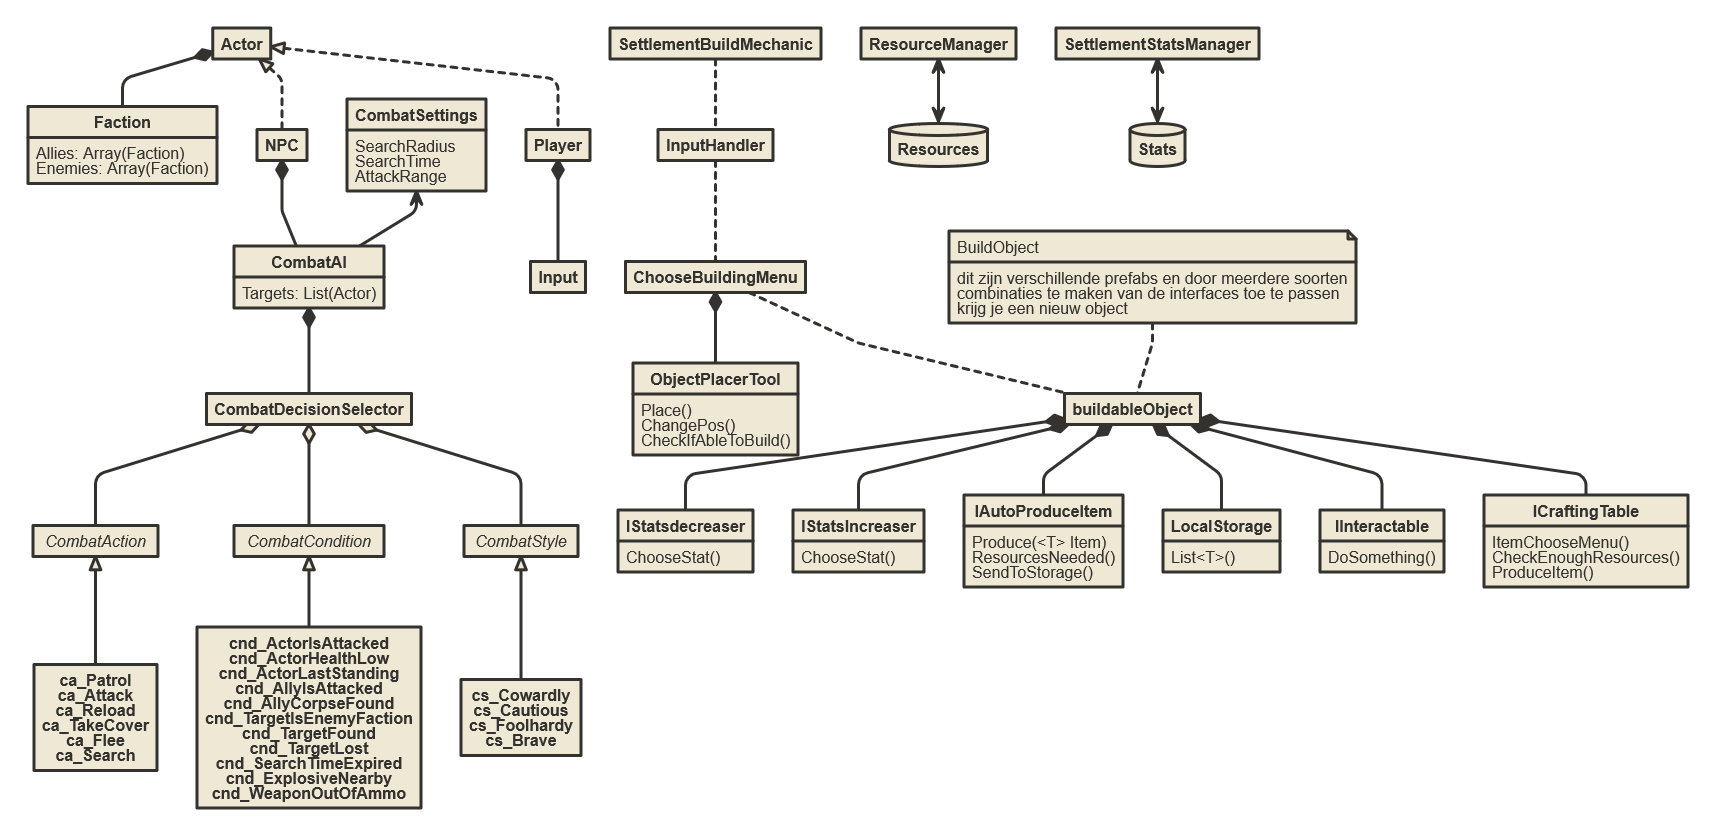 Actor
SettlementBuildMechanic
ResourceManager
SettlementStatsManager
Faction
Allies: Array(Faction)
Enemies: Array(Faction)
NPC
CombatSettings
SearchRadius
SearchTime
AttackRange
Player
InputHandler
Resources
Stats
CombatAI
Targets: List(Actor)
Input
ChooseBuildingMenu
BuildObject
dit zijn verschillende prefabs en door meerdere soorten
combinaties te maken van de interfaces toe te passen
krijg je een nieuw object
CombatDecisionSelector
ObjectPlacerTool
Place()
ChangePos()
CheckIfAbleToBuild()
buildableObject
CombatAction
CombatCondition
CombatStyle
IStatsdecreaser
ChooseStat()
IStatsIncreaser
ChooseStat()
IAutoProduceItem
Produce(<T> Item)
ResourcesNeeded()
SendToStorage()
LocalStorage
List<T>()
IInteractable
DoSomething()
ICraftingTable
ItemChooseMenu()
CheckEnoughResources()
ProduceItem()
ca_Patrol
ca_Attack
ca_Reload
ca_TakeCover
ca_Flee
ca_Search
cnd_ActorIsAttacked
cnd_ActorHealthLow
cnd_ActorLastStanding
cnd_AllyIsAttacked
cnd_AllyCorpseFound
cnd_TargetIsEnemyFaction
cnd_TargetFound
cnd_TargetLost
cnd_SearchTimeExpired
cnd_ExplosiveNearby
cnd_WeaponOutOfAmmo
cs_Cowardly
cs_Cautious
cs_Foolhardy
cs_Brave